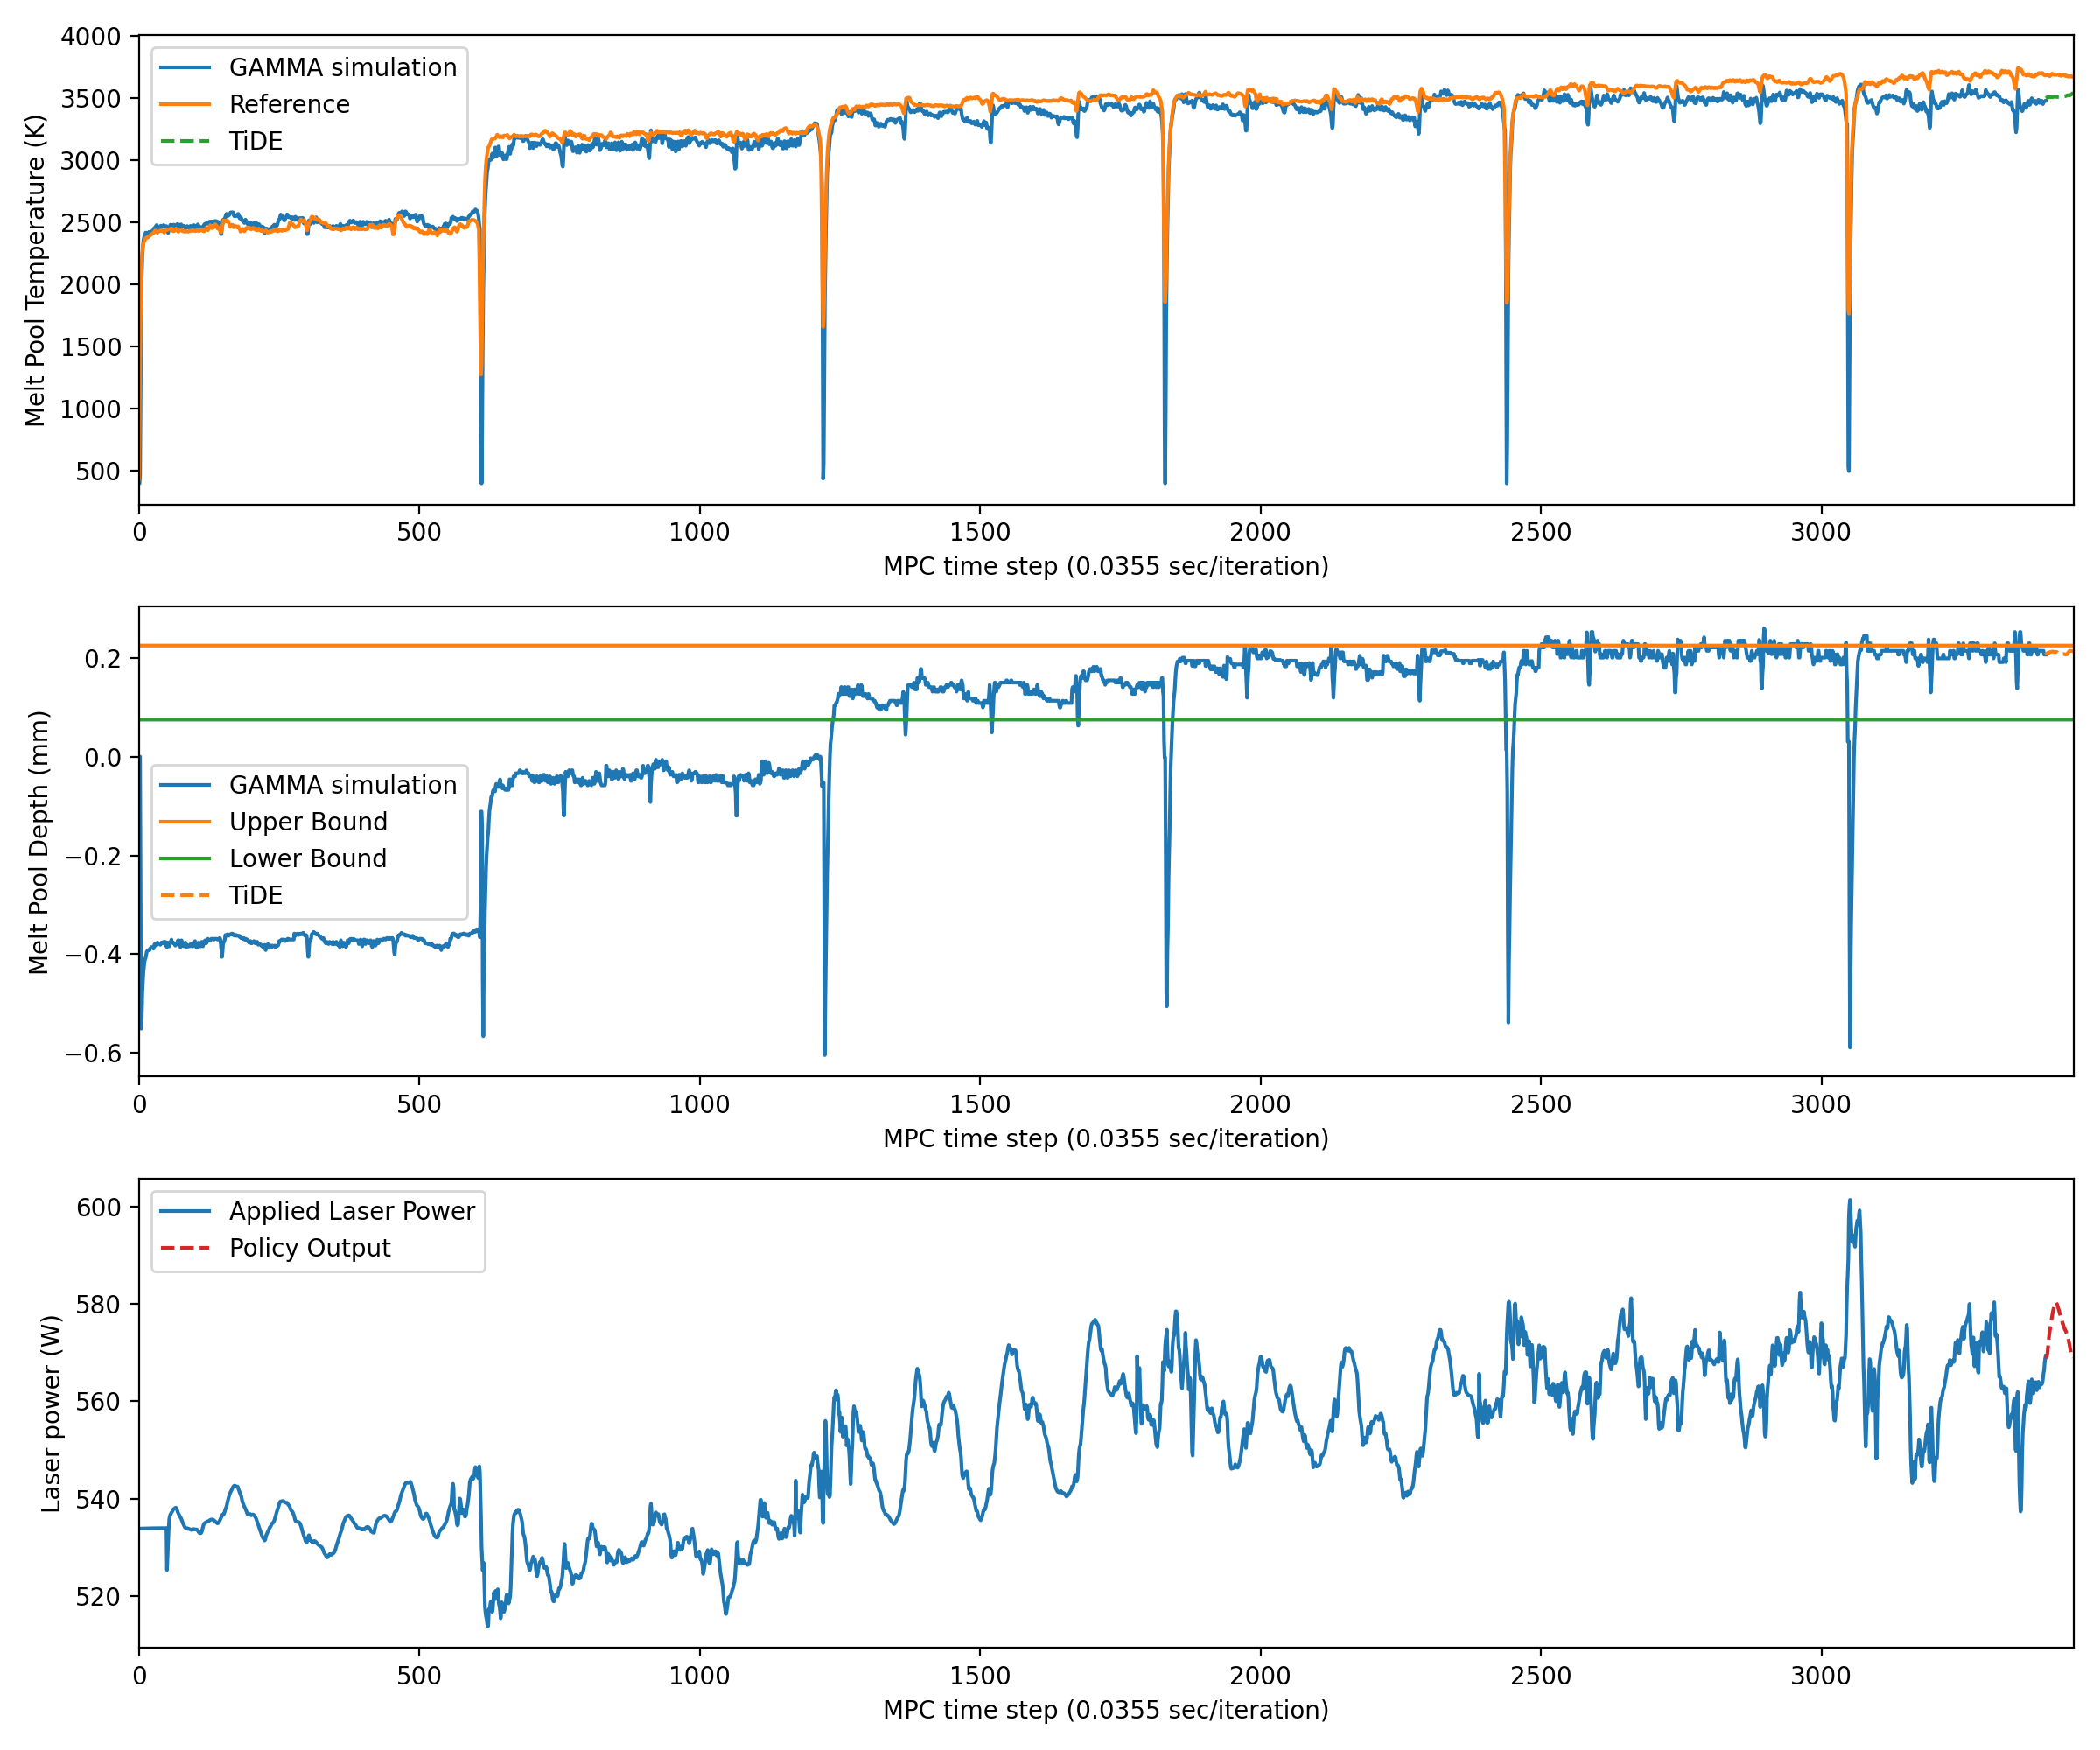 4000
3500
3000
2500
2000
1500
1000
500
Melt Pool Temperature (K)
GAMMA simulation
Reference
TiDE
0 500 1000 1500 2000 2500 3000
MPC time step (0.0355 sec/iteration)
0.2
0.0
−0.2
−0.4
−0.6
Melt Pool Depth (mm)
GAMMA simulation
Upper Bound
Lower Bound
TiDE
0 500 1000 1500 2000 2500 3000
MPC time step (0.0355 sec/iteration)
600
580
560
540
520
Laser power (W)
Applied Laser Power
Policy Output
0 500 1000 1500 2000 2500 3000
MPC time step (0.0355 sec/iteration)